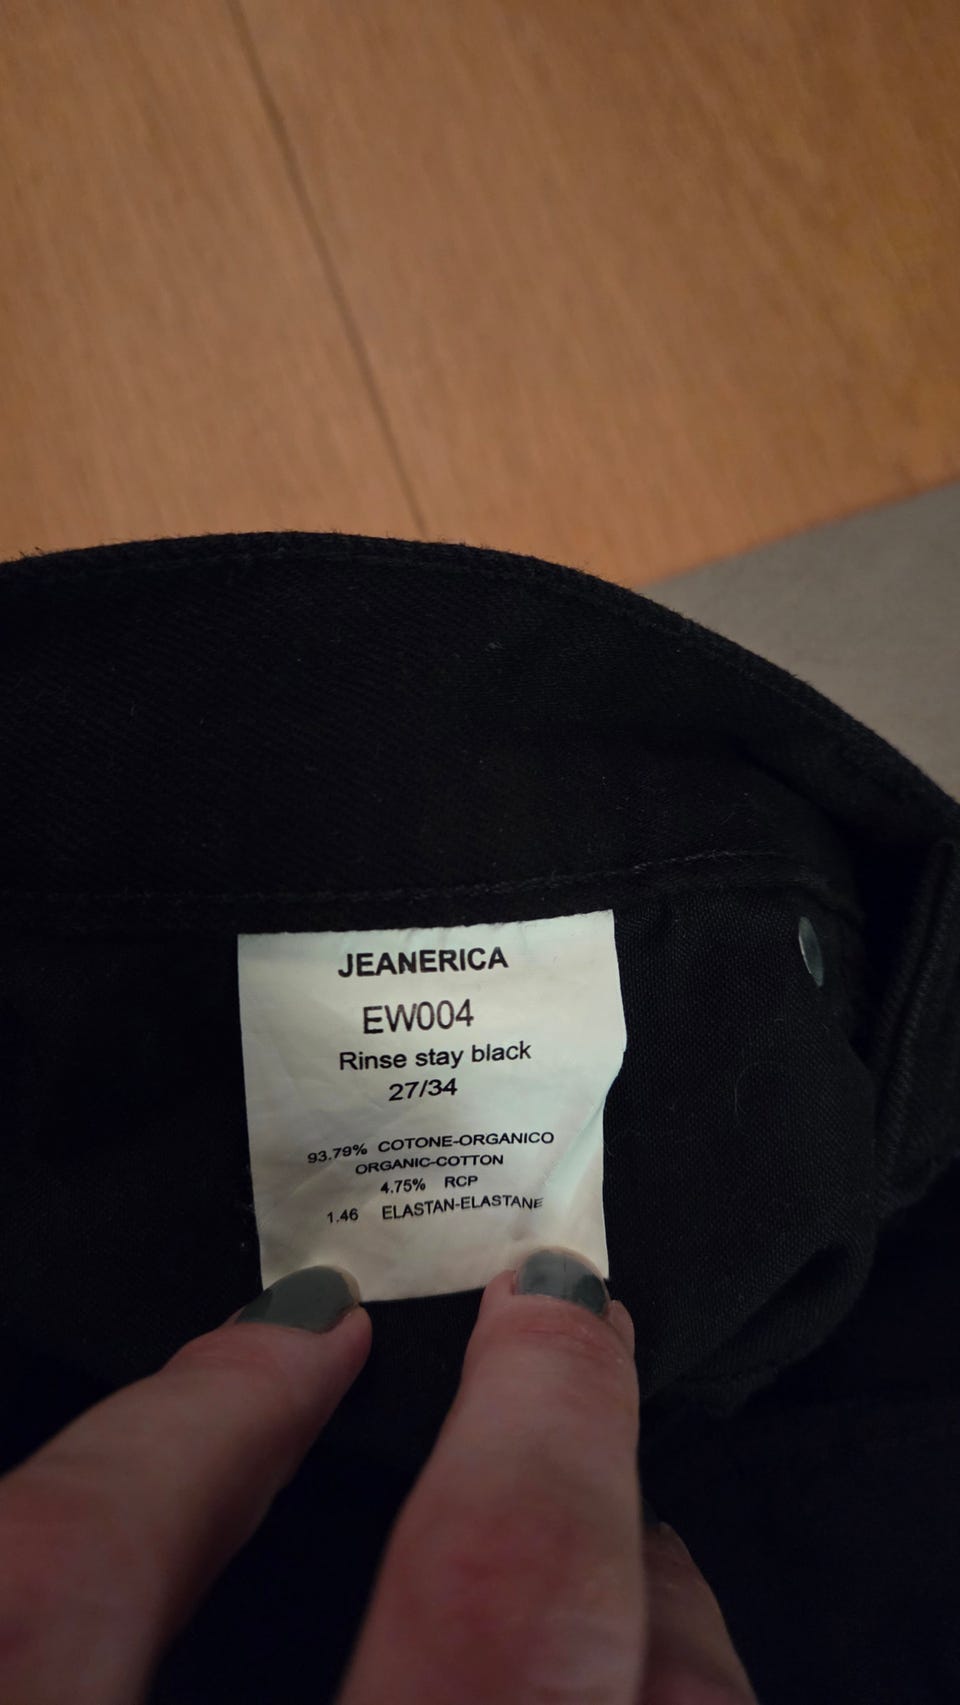 JEANERICA
EW004
Rinse stay black
27/34
93.79% COTONE-ORGANICO
ORGANIC-COTTON
4.75% RCP
1.46 ELASTAN-ELASTANE